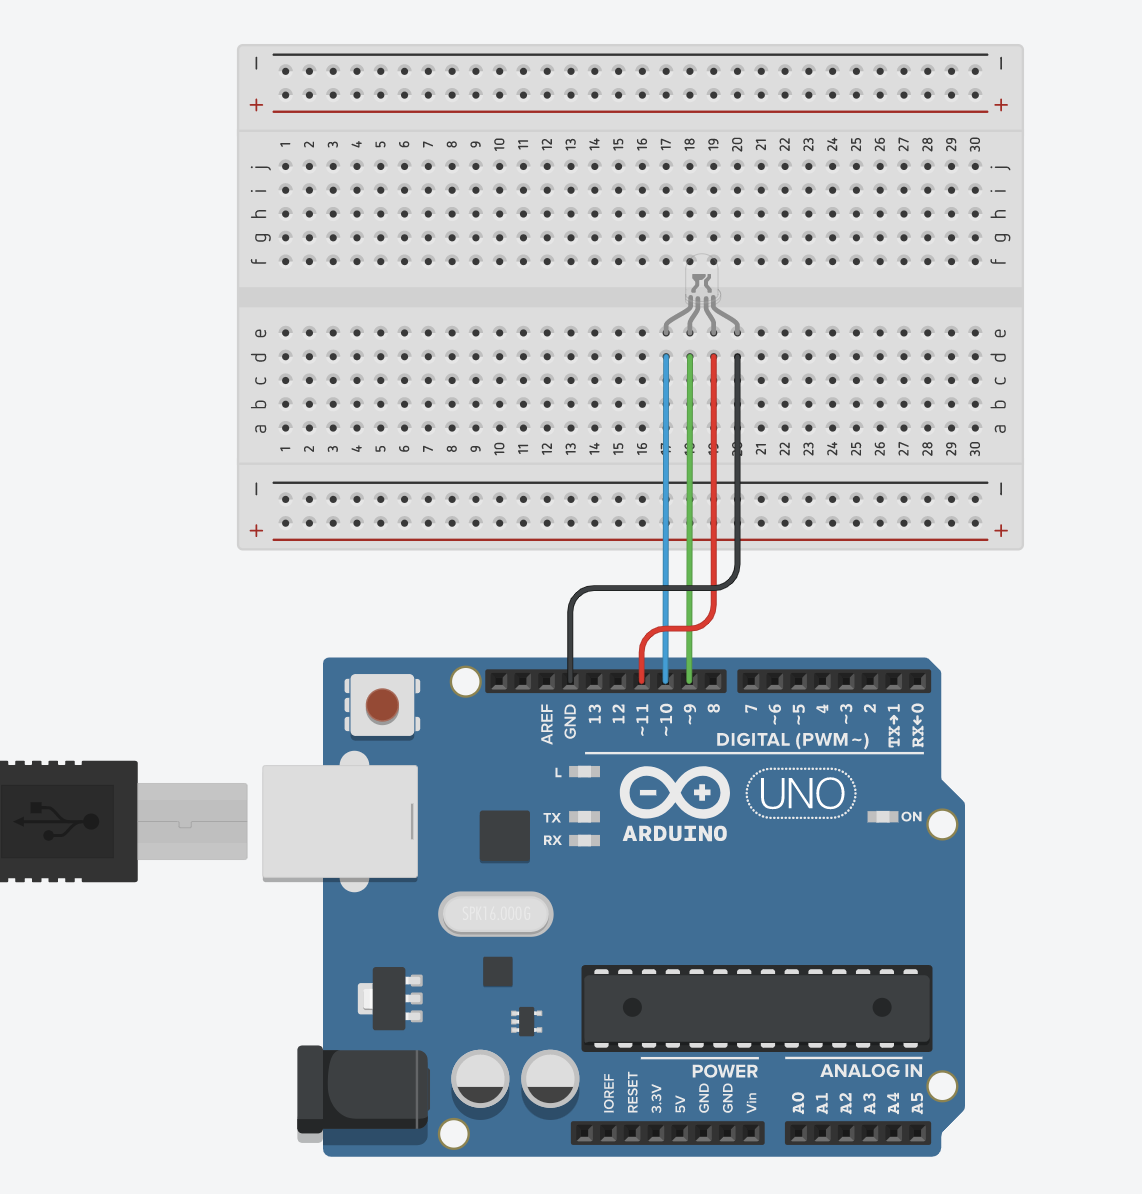 − −
+ +
1 2 3 4 5 6 7 8 9 10 11 12 13 14 15 16 17 18 19 20 21 22 23 24 25 26 27 28 29 30
j j
i i
h h
g g
f f
e e
d d
c c
b b
a a
1 2 3 4 5 6 7 8 9 10 11 12 13 14 15 16 17 18 19 20 21 22 23 24 25 26 27 28 29 30
− −
+ +
AREF GND 13 12 ~11 ~10 ~9 8 7 ~6 ~5 4 ~3 2 TX→1 RX←0
DIGITAL (PWM~)
L
TX
RX
ARDUINO
UNO
ON
SPK16.000G
POWER
ANALOG IN
IOREF RESET 3.3V 5V GND GND Vin A0 A1 A2 A3 A4 A5